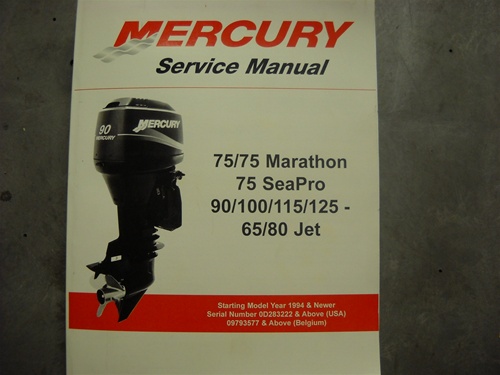 MERCURY
Service Manual
90
MERCURY
MERCURY
75/75 Marathon
75 SeaPro
90/100/115/125 -
65/80 Jet
Starting Model Year 1994 & Newer
Serial Number 0D283222 & Above (USA)
09793577 & Above (Belgium)